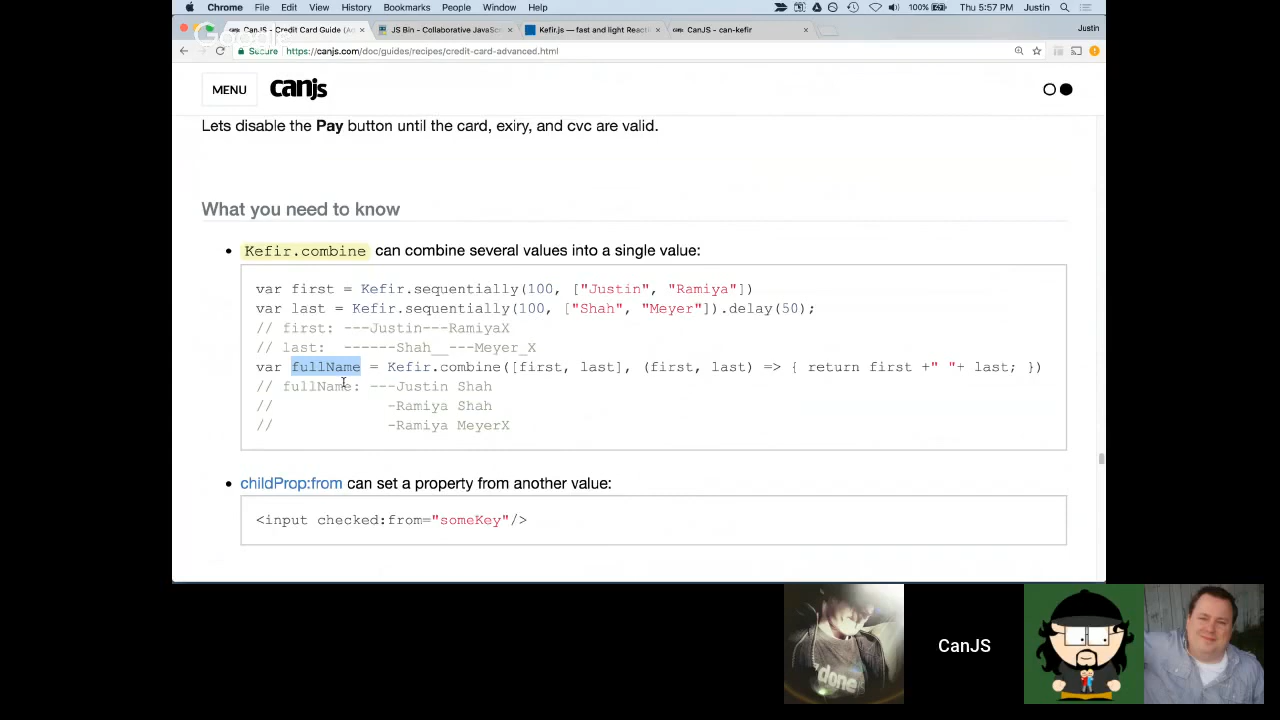 Chrome File Edit View History Bookmarks People Window Help 100% Thu 5:57 PM Justin
CanJS - Credit Card Guide (Ad JS Bin - Collaborative JavaScr Kefir.js — fast and light Reacti CanJS - can-kefir Justin
Secure https://canjs.com/doc/guides/recipes/credit-card-advanced.html
MENU canjs
Lets disable the Pay button until the card, exiry, and cvc are valid.
What you need to know
• Kefir.combine can combine several values into a single value:
var first = Kefir.sequentially(100, ["Justin", "Ramiya"])
var last = Kefir.sequentially(100, ["Shah", "Meyer"]).delay(50);
// first: ---Justin---RamiyaX
// last: ------Shah__---Meyer_X
var fullName = Kefir.combine([first, last], (first, last) => { return first +" "+ last; })
// fullName: ---Justin Shah
// -Ramiya Shah
// -Ramiya MeyerX
• childProp:from can set a property from another value:
<input checked:from="someKey"/>
done
CanJS